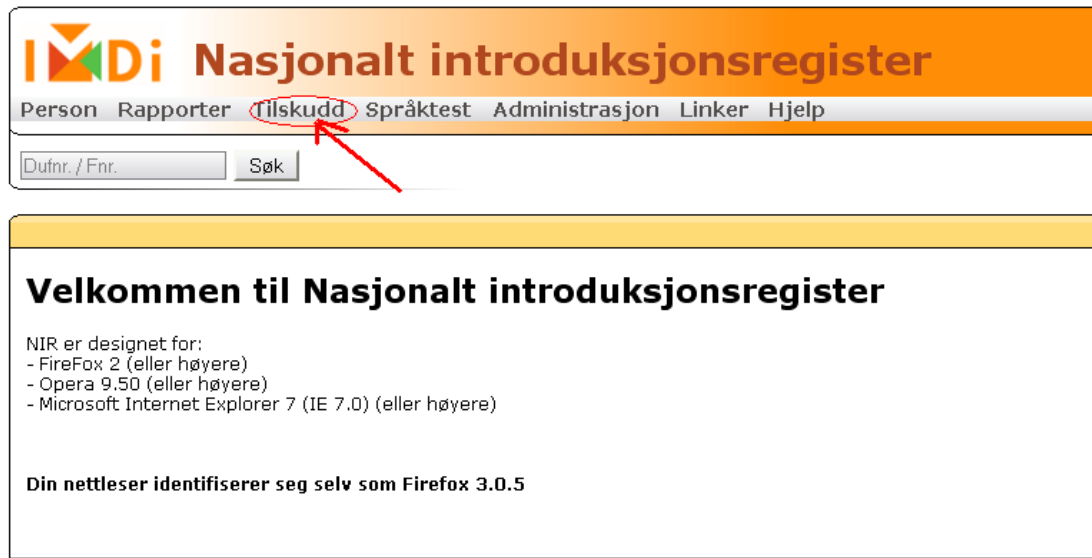 IMDi Nasjonalt introduksjonsregister
Person Rapporter Tilskudd Språktest Administrasjon Linker Hjelp
Dufnr. / Fnr. Søk
Velkommen til Nasjonalt introduksjonsregister
NIR er designet for:
- FireFox 2 (eller høyere)
- Opera 9.50 (eller høyere)
- Microsoft Internet Explorer 7 (IE 7.0) (eller høyere)
Din nettleser identifiserer seg selv som Firefox 3.0.5